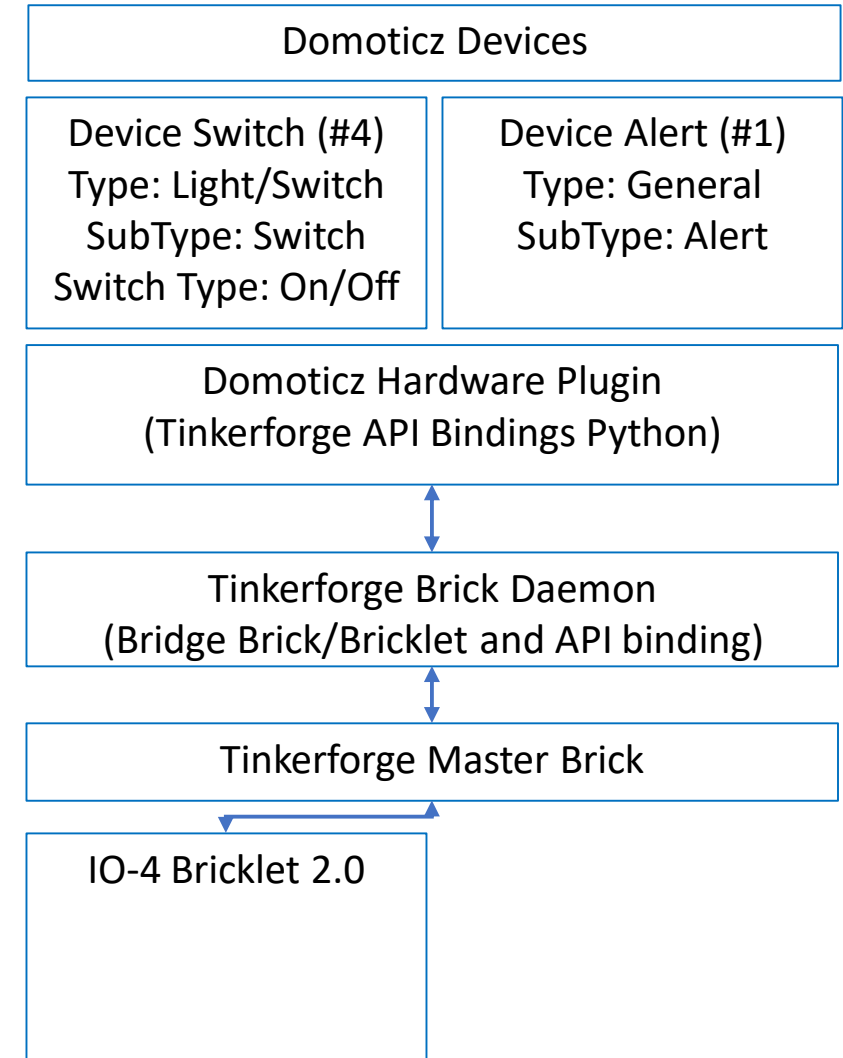 Domoticz Devices
Device Switch (#4)
Type: Light/Switch
SubType: Switch
Switch Type: On/Off
Device Alert (#1)
Type: General
SubType: Alert
Domoticz Hardware Plugin
(Tinkerforge API Bindings Python)
Tinkerforge Brick Daemon
(Bridge Brick/Bricklet and API binding)
Tinkerforge Master Brick
IO-4 Bricklet 2.0